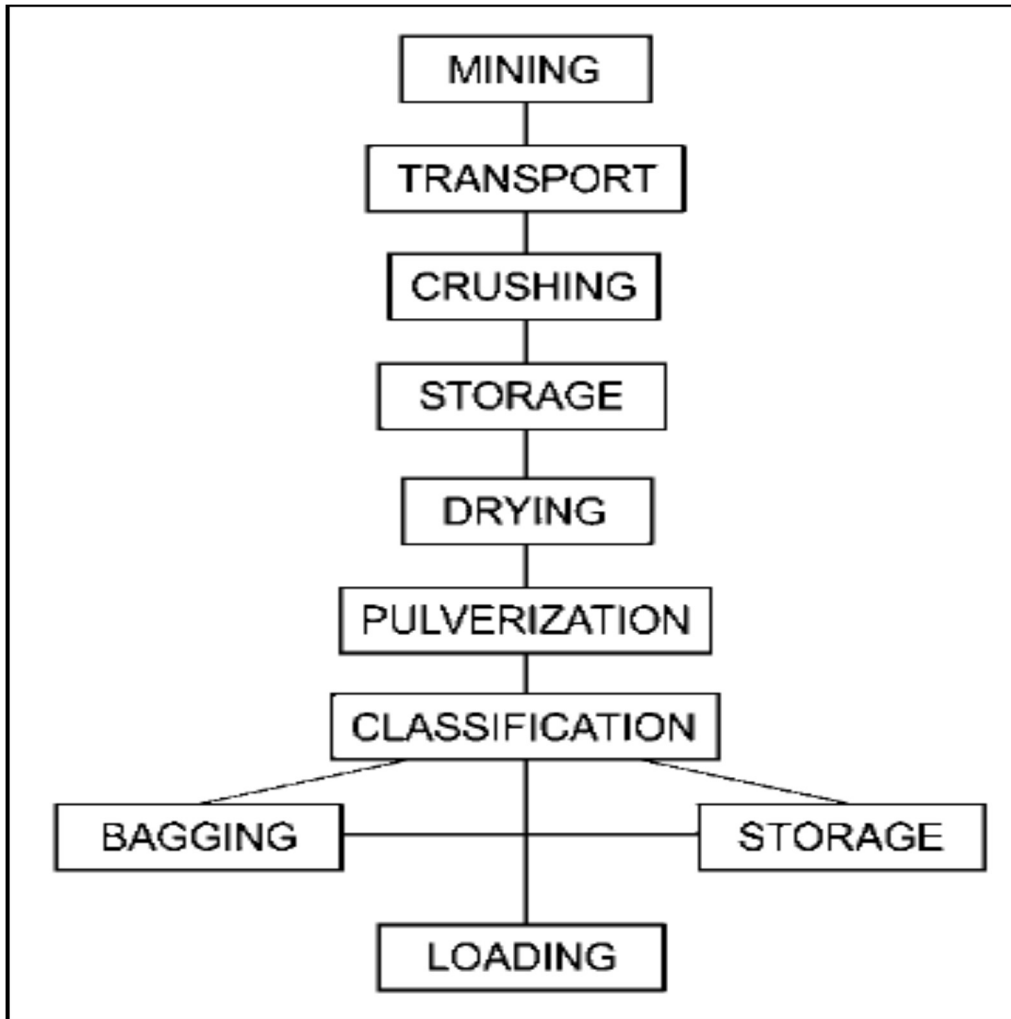 MINING
TRANSPORT
CRUSHING
STORAGE
DRYING
PULVERIZATION
CLASSIFICATION
BAGGING
STORAGE
LOADING